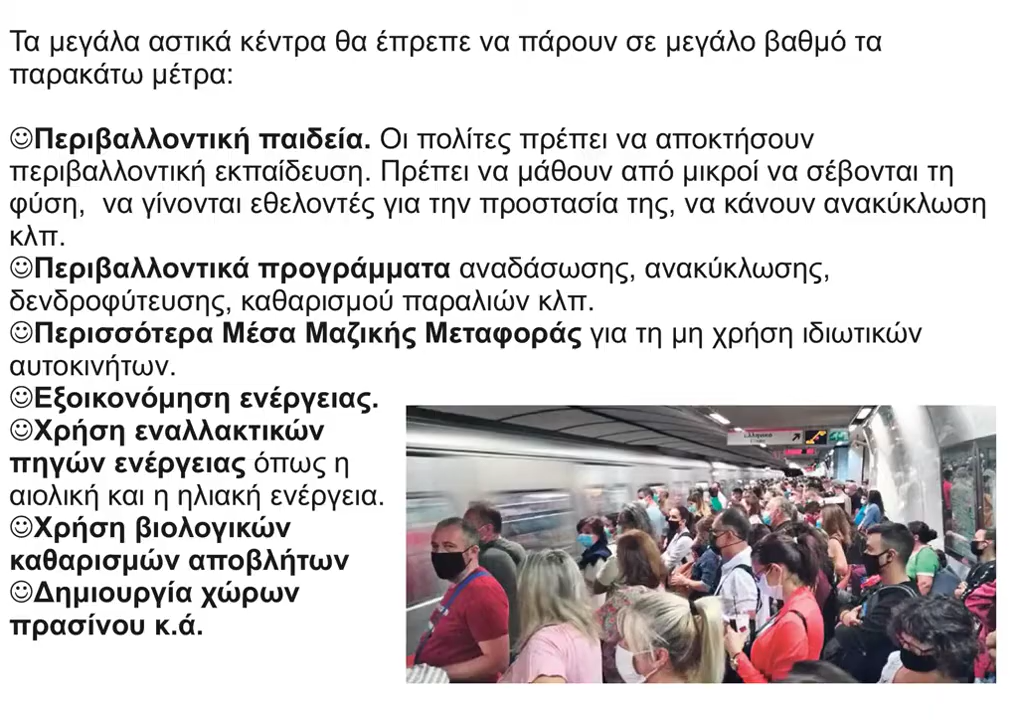 Τα μεγάλα αστικά κέντρα θα έπρεπε να πάρουν σε μεγάλο βαθμό τα
παρακάτω μέτρα:
☺Περιβαλλοντική παιδεία. Οι πολίτες πρέπει να αποκτήσουν
περιβαλλοντική εκπαίδευση. Πρέπει να μάθουν από μικροί να σέβονται τη
φύση,  να γίνονται εθελοντές για την προστασία της, να κάνουν ανακύκλωση
κλπ.
☺Περιβαλλοντικά προγράμματα αναδάσωσης, ανακύκλωσης,
δενδροφύτευσης, καθαρισμού παραλιών κλπ.
☺Περισσότερα Μέσα Μαζικής Μεταφοράς για τη μη χρήση ιδιωτικών
αυτοκινήτων.
☺Εξοικονόμηση ενέργειας.
☺Χρήση εναλλακτικών
πηγών ενέργειας όπως η
αιολική και η ηλιακή ενέργεια.
☺Χρήση βιολογικών
καθαρισμών αποβλήτων
☺Δημιουργία χώρων
πρασίνου κ.ά.